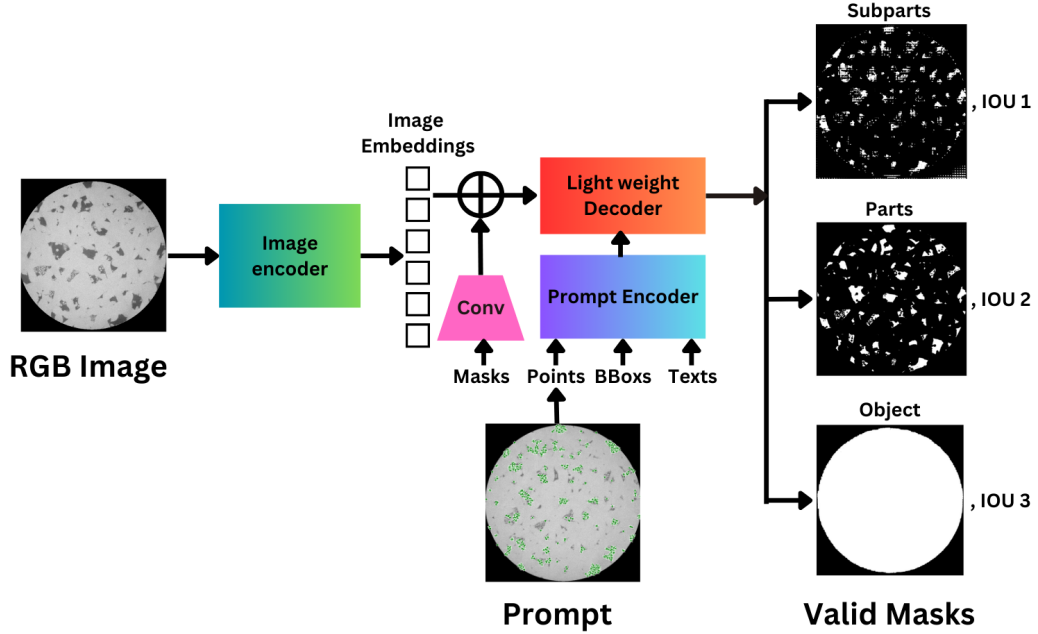 Subparts
, IOU 1
Image
Embeddings
Light weight
Decoder
Parts
Image
encoder
Prompt Encoder
, IOU 2
Conv
RGB Image
Masks
Points
BBoxs
Texts
Object
, IOU 3
Prompt
Valid Masks